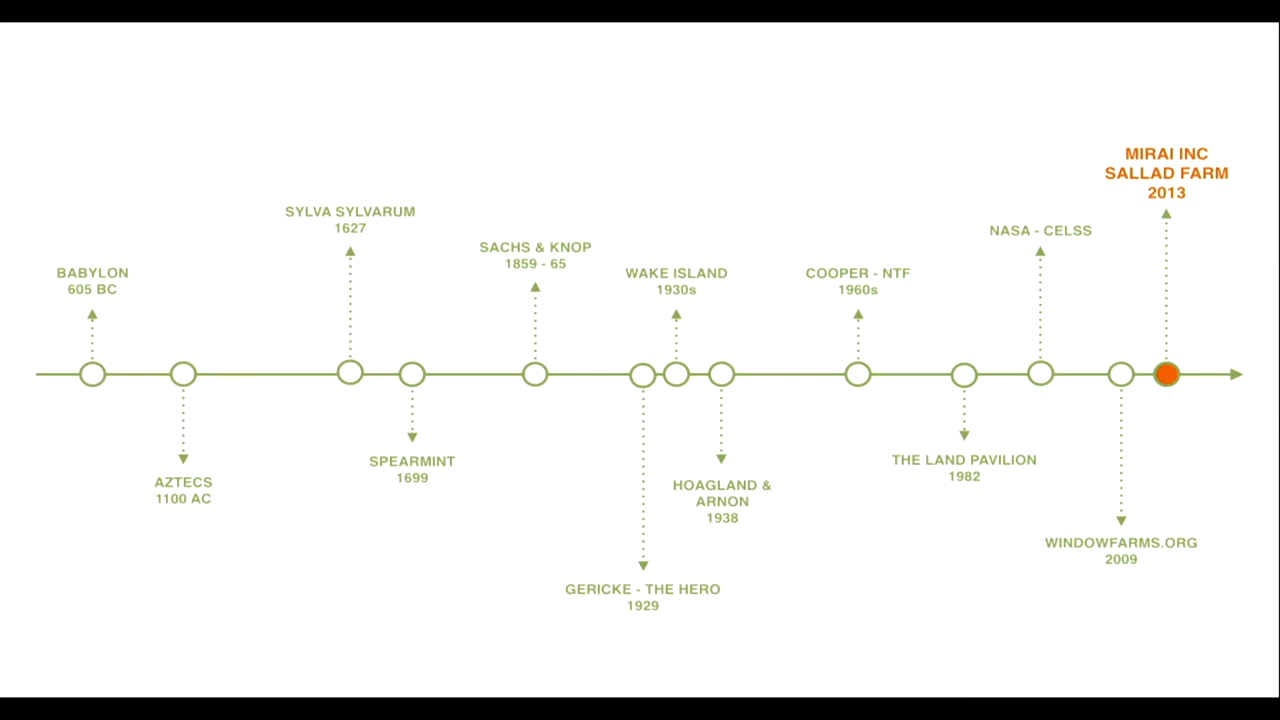 BABYLON
605 BC
AZTECS
1100 AC
SYLVA SYLVARUM
1627
SPEARMINT
1699
SACHS & KNOP
1859 - 65
GERICKE - THE HERO
1929
WAKE ISLAND
1930s
HOAGLAND &
ARNON
1938
COOPER - NTF
1960s
THE LAND PAVILION
1982
NASA - CELSS
WINDOWFARMS.ORG
2009
MIRAI INC
SALLAD FARM
2013